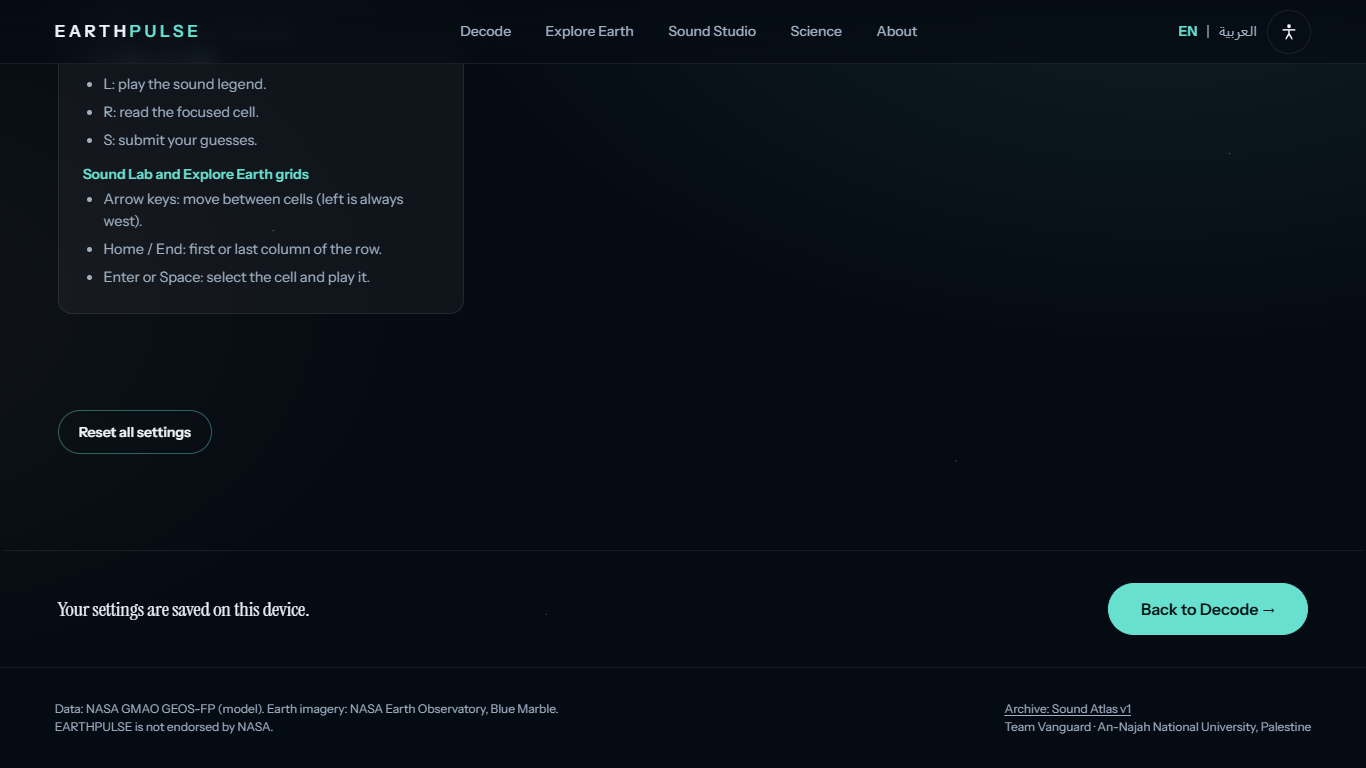 EARTHPULSE
Decode
Explore Earth
Sound Studio
Science
About
EN | العربية
L: play the sound legend.
R: read the focused cell.
S: submit your guesses.
Sound Lab and Explore Earth grids
Arrow keys: move between cells (left is always
west).
Home / End: first or last column of the row.
Enter or Space: select the cell and play it.
Reset all settings
Your settings are saved on this device.
Back to Decode →
Data: NASA GMAO GEOS-FP (model). Earth imagery: NASA Earth Observatory, Blue Marble.
EARTHPULSE is not endorsed by NASA.
Archive: Sound Atlas v1
Team Vanguard · An-Najah National University, Palestine